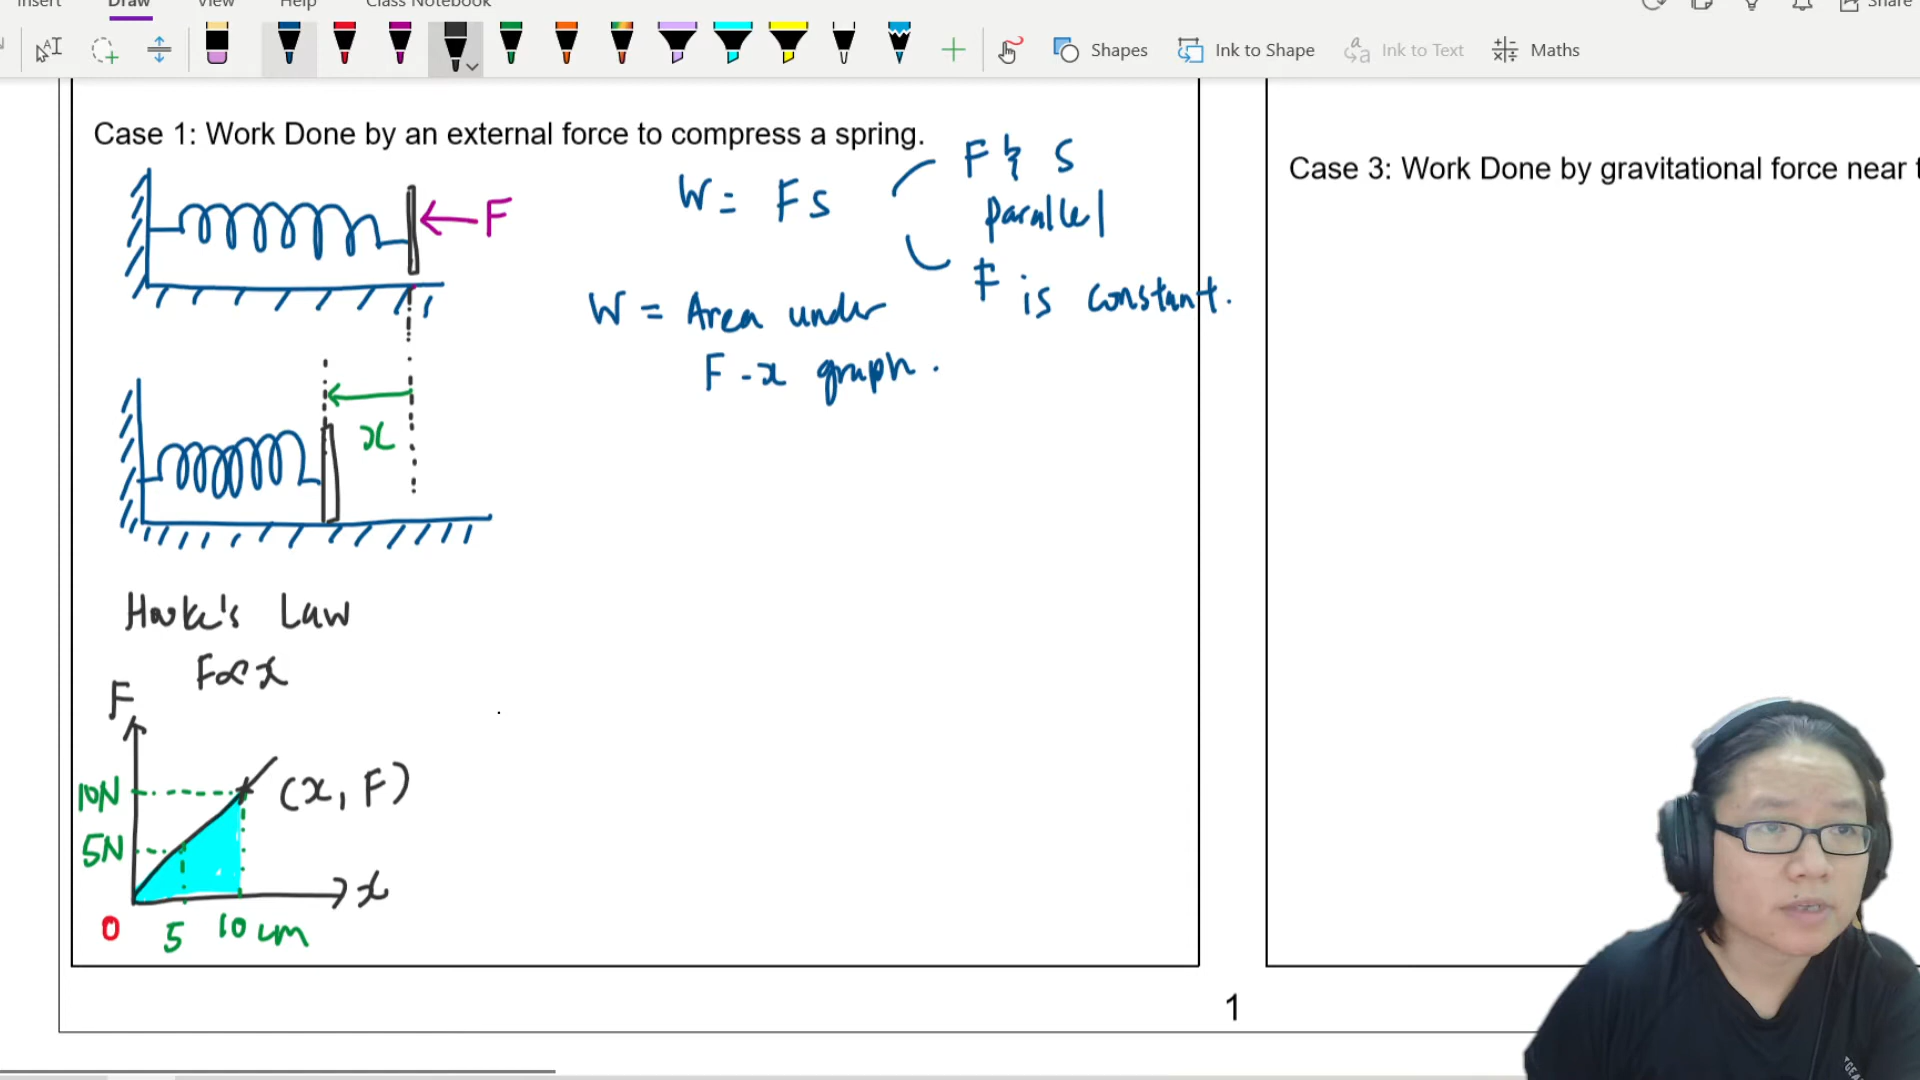 Insert Draw View Help Class Notebook Share
Shapes Ink to Shape Ink to Text Maths
Case 1: Work Done by an external force to compress a spring.
F
W = Fs
F & s
parallel
F is constant.
W = Area under
F - x graph.
x
Hooke's Law
F ∝ x
F
10N
5N
(x, F)
x
0 5 10 cm
Case 3: Work Done by gravitational force near
1